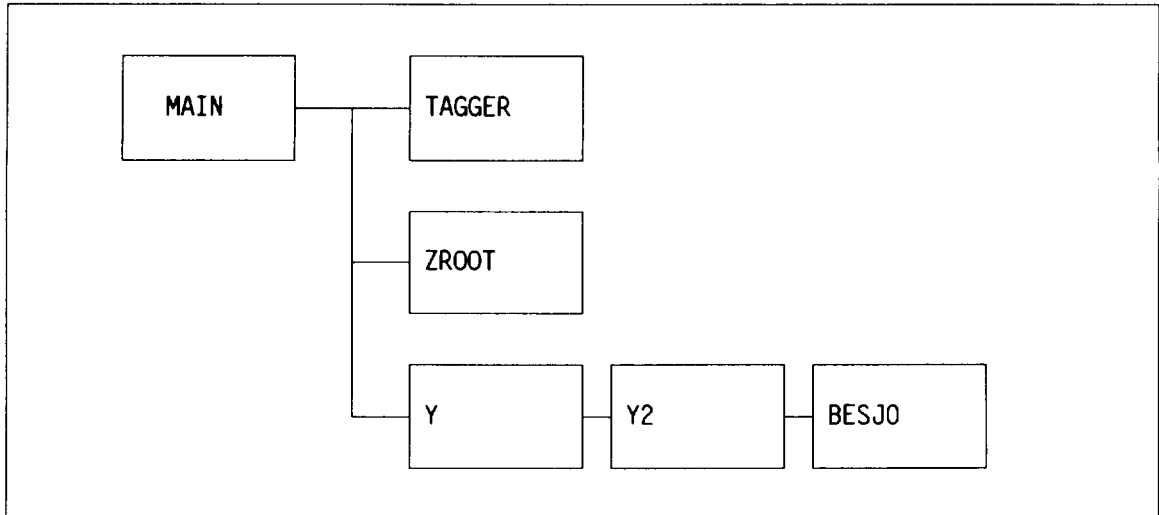 MAIN
TAGGER
ZROOT
Y
Y2
BESJO